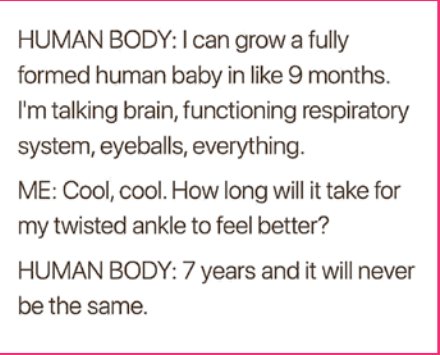 HUMAN BODY: I can grow a fully
formed human baby in like 9 months.
I'm talking brain, functioning respiratory
system, eyeballs, everything.
ME: Cool, cool. How long will it take for
my twisted ankle to feel better?
HUMAN BODY: 7 years and it will never
be the same.